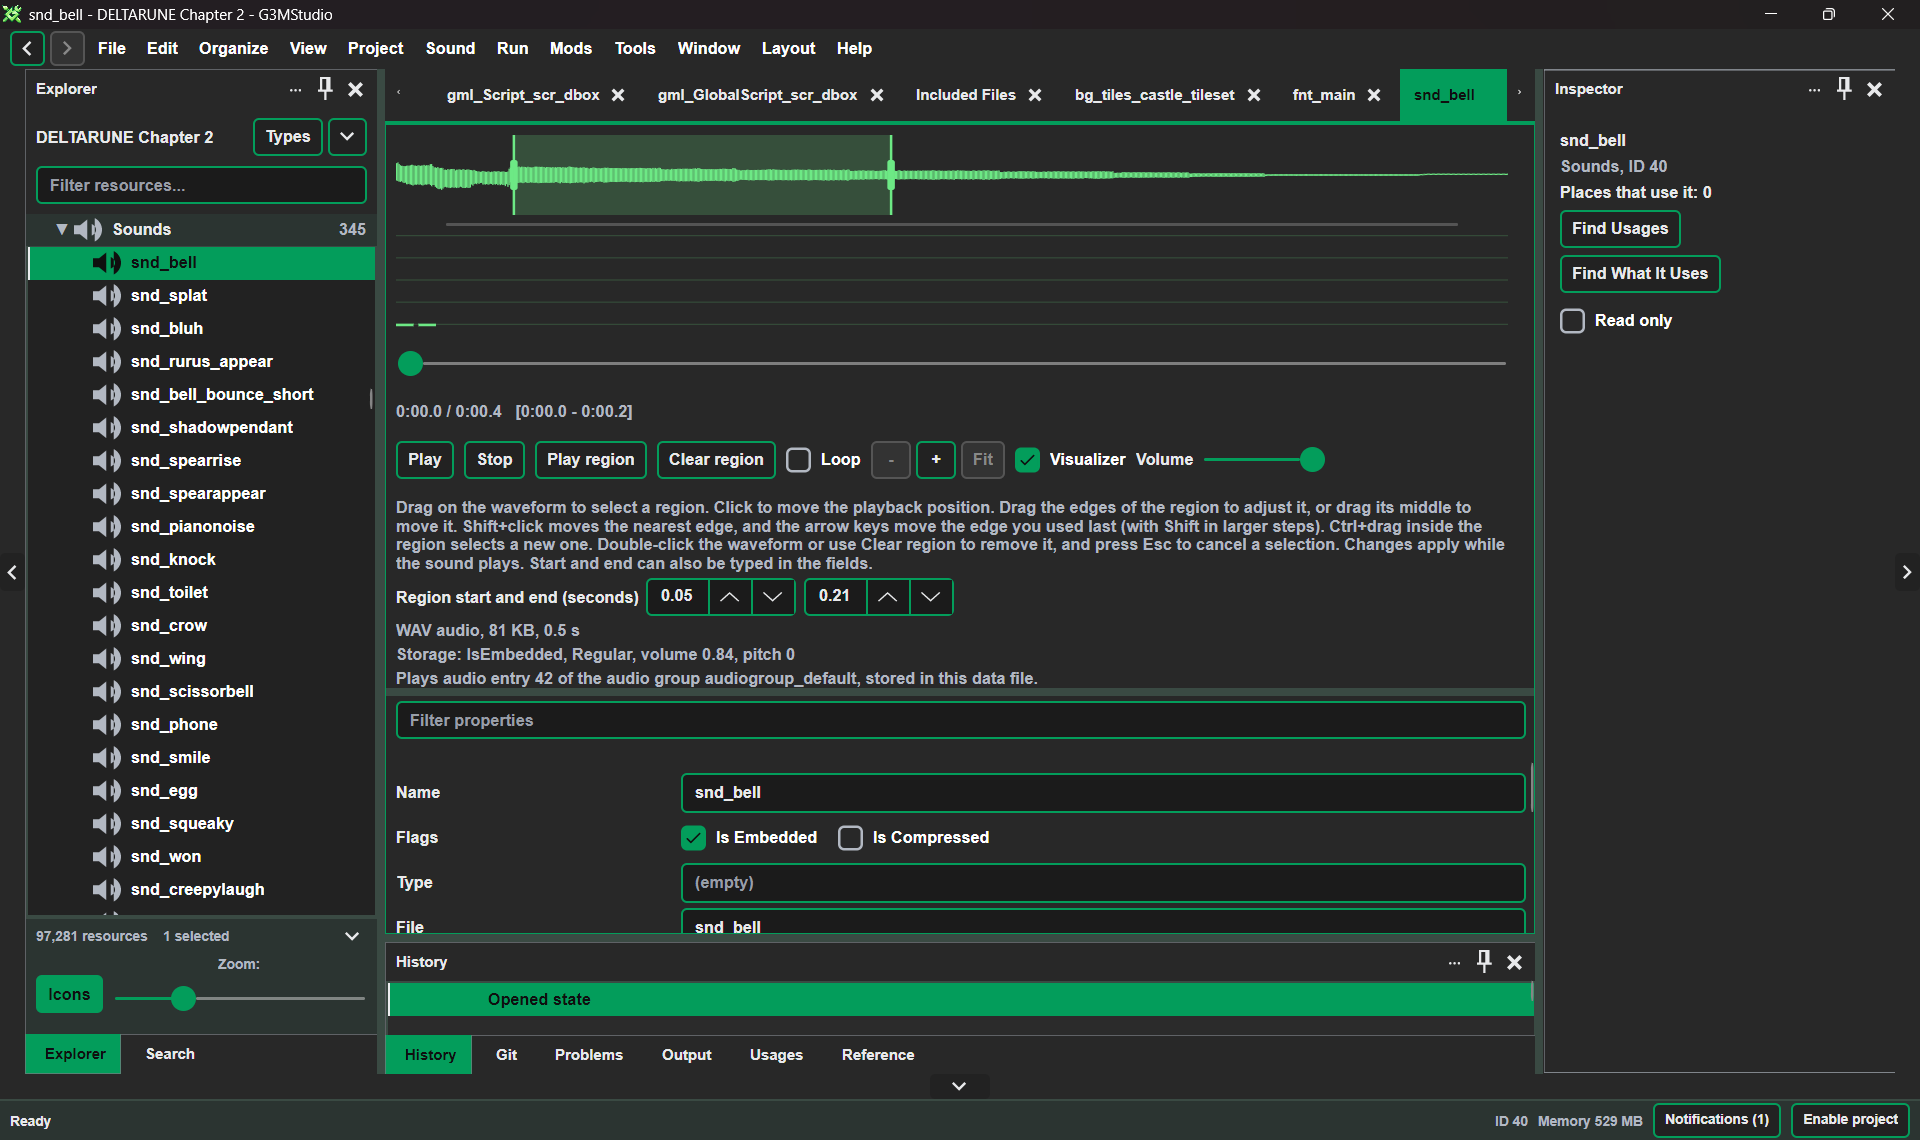 snd_bell - DELTARUNE Chapter 2 - G3MStudio
File Edit Organize View Project Sound Run Mods Tools Window Layout Help
Explorer
DELTARUNE Chapter 2 Types
Filter resources...
Sounds 345
snd_bell
snd_splat
snd_bluh
snd_rurus_appear
snd_bell_bounce_short
snd_shadowpendant
snd_spearrise
snd_spearappear
snd_pianonoise
snd_knock
snd_toilet
snd_crow
snd_wing
snd_scissorbell
snd_phone
snd_smile
snd_egg
snd_squeaky
snd_won
snd_creepylaugh
97,281 resources 1 selected
Zoom:
Icons
Explorer Search
gml_Script_scr_dbox gml_GlobalScript_scr_dbox Included Files bg_tiles_castle_tileset fnt_main snd_bell
0:00.0 / 0:00.4 [0:00.0 - 0:00.2]
Play Stop Play region Clear region Loop - + Fit Visualizer Volume
Drag on the waveform to select a region. Click to move the playback position. Drag the edges of the region to adjust it, or drag its middle to
move it. Shift+click moves the nearest edge, and the arrow keys move the edge you used last (with Shift in larger steps). Ctrl+drag inside the
region selects a new one. Double-click the waveform or use Clear region to remove it, and press Esc to cancel a selection. Changes apply while
the sound plays. Start and end can also be typed in the fields.
Region start and end (seconds) 0.05 0.21
WAV audio, 81 KB, 0.5 s
Storage: IsEmbedded, Regular, volume 0.84, pitch 0
Plays audio entry 42 of the audio group audiogroup_default, stored in this data file.
Filter properties
Name snd_bell
Flags Is Embedded Is Compressed
Type (empty)
File snd_bell
History
Opened state
History Git Problems Output Usages Reference
Inspector
snd_bell
Sounds, ID 40
Places that use it: 0
Find Usages
Find What It Uses
Read only
Ready ID 40 Memory 529 MB Notifications (1) Enable project